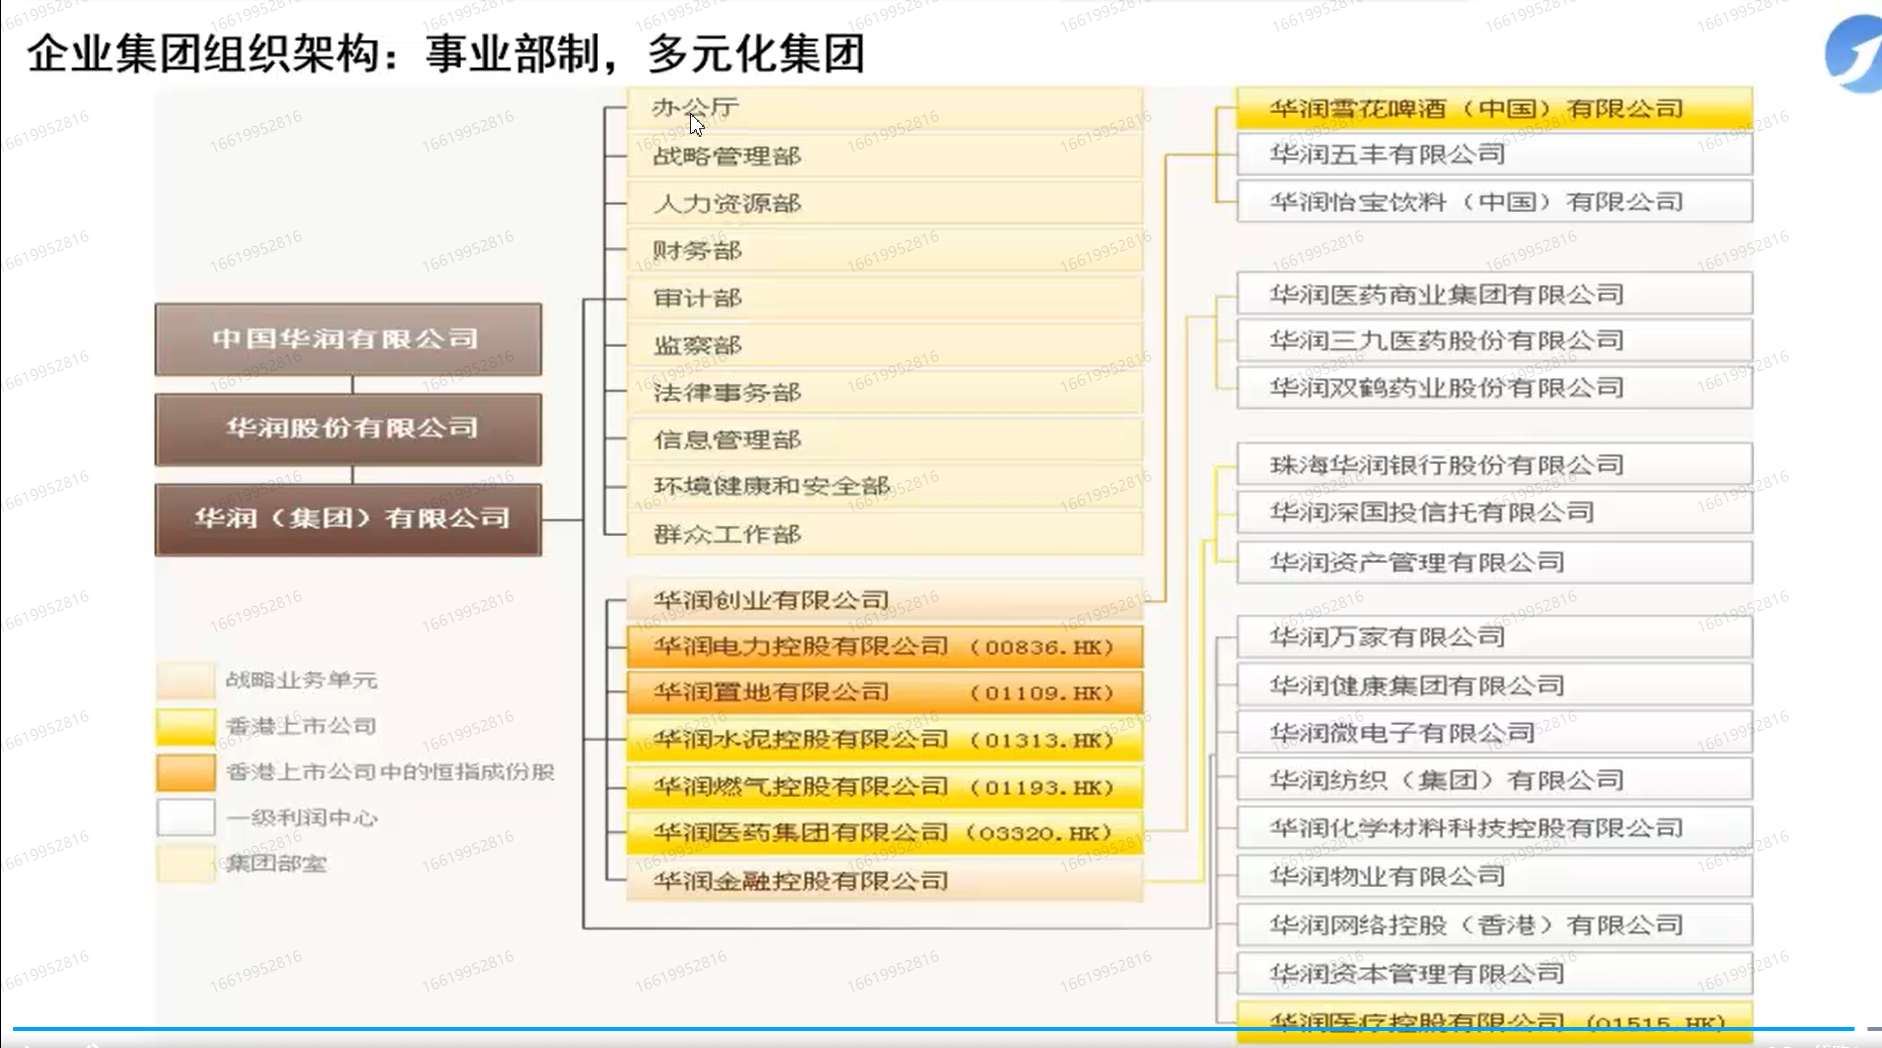 企业集团组织架构：事业部制，多元化集团
中国华润有限公司
华润股份有限公司
华润（集团）有限公司
战略业务单元
香港上市公司
香港上市公司中的恒指成份股
一级利润中心
集团部室
办公厅
战略管理部
人力资源部
财务部
审计部
监察部
法律事务部
信息管理部
环境健康和安全部
群众工作部
华润创业有限公司
华润电力控股有限公司（00836.HK）
华润置地有限公司（01109.HK）
华润水泥控股有限公司（01313.HK）
华润燃气控股有限公司（01193.HK）
华润医药集团有限公司（03320.HK）
华润金融控股有限公司
华润雪花啤酒（中国）有限公司
华润五丰有限公司
华润怡宝饮料（中国）有限公司
华润医药商业集团有限公司
华润三九医药股份有限公司
华润双鹤药业股份有限公司
珠海华润银行股份有限公司
华润深国投信托有限公司
华润资产管理有限公司
华润万家有限公司
华润健康集团有限公司
华润微电子有限公司
华润纺织（集团）有限公司
华润化学材料科技控股有限公司
华润物业有限公司
华润网络控股（香港）有限公司
华润资本管理有限公司
华润医疗控股有限公司（01515.HK）
16619952816